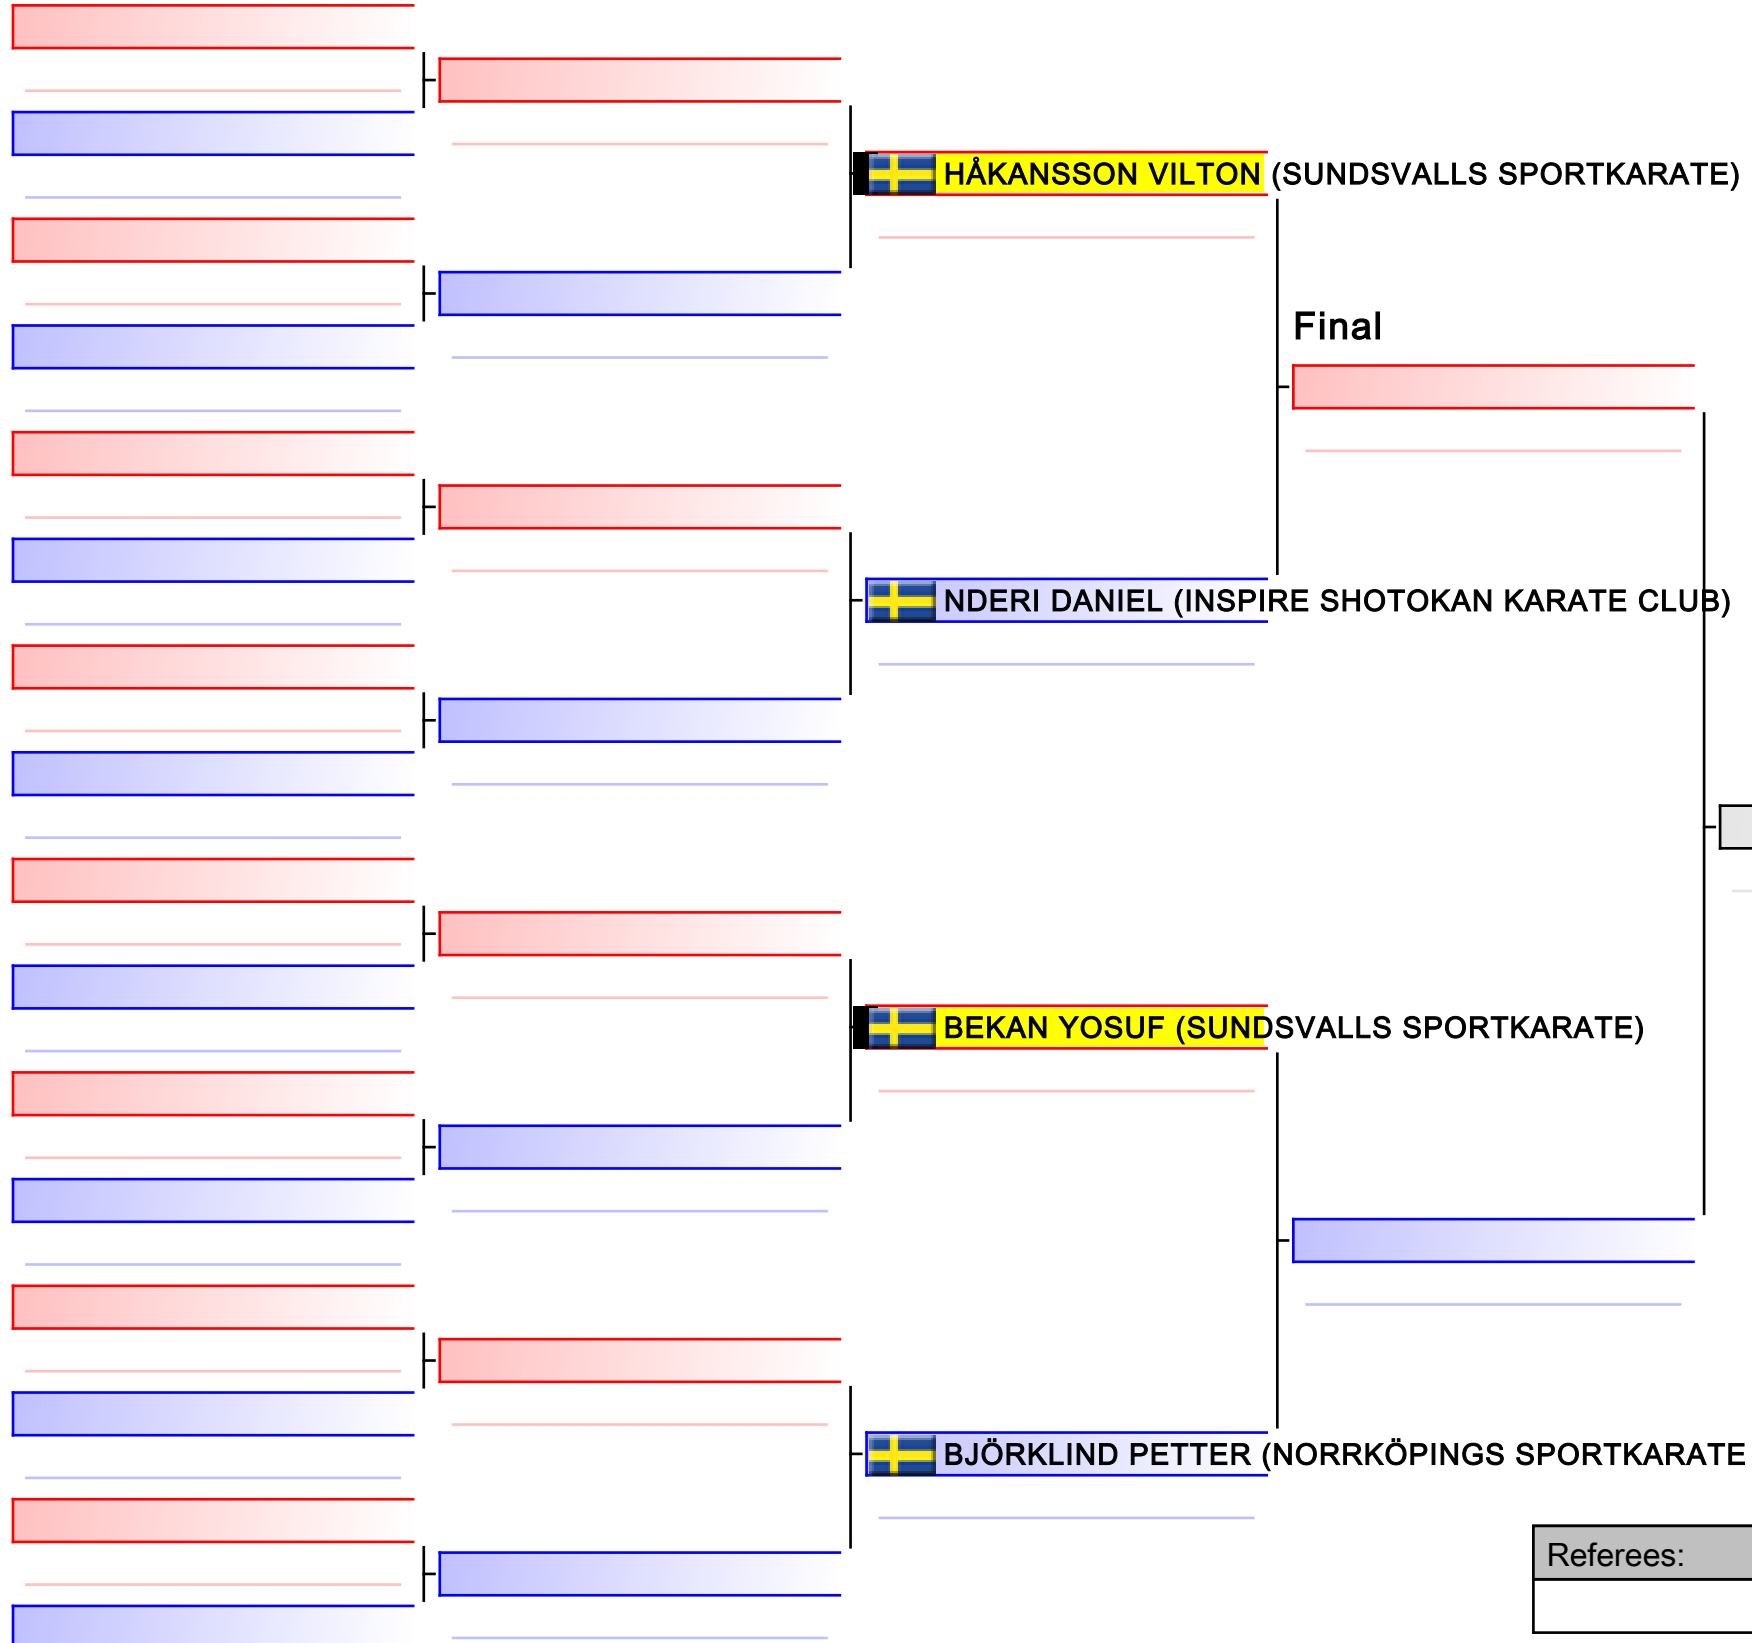 HÅKANSSON VILTON (SUNDSVALLS SPORTKARATE)
Final
NDERI DANIEL (INSPIRE SHOTOKAN KARATE CLUB)
BEKAN YOSUF (SUNDSVALLS SPORTKARATE)
BJÖRKLIND PETTER (NORRKÖPINGS SPORTKARATE
Referees: